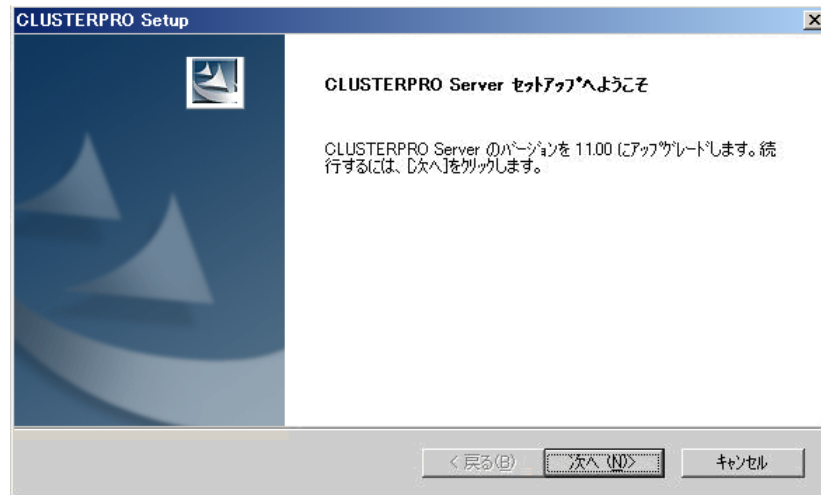 CLUSTERPRO Setup
CLUSTERPRO Server セットアップへようこそ
CLUSTERPRO Server のバージョンを 11.00 にアップグレードします。続
行するには、[次へ]をクリックします。
< 戻る(B)
次へ (N)>
キャンセル